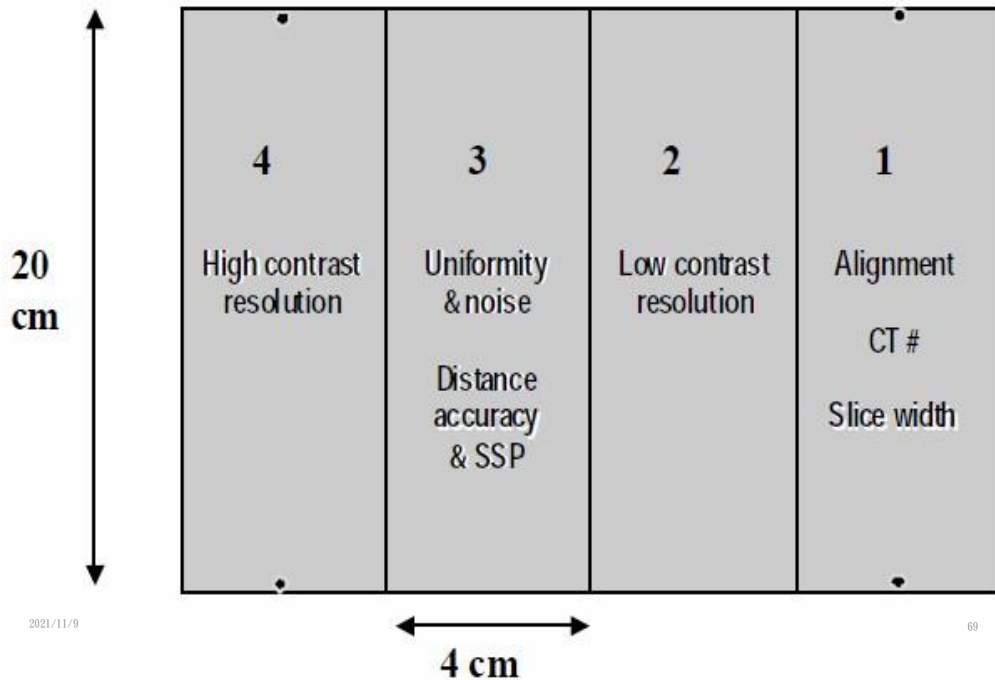 20
cm
4
High contrast
resolution
3
Uniformity
& noise
Distance
accuracy
& SSP
2
Low contrast
resolution
1
Alignment
CT #
Slice width
2021/11/9
4 cm
69